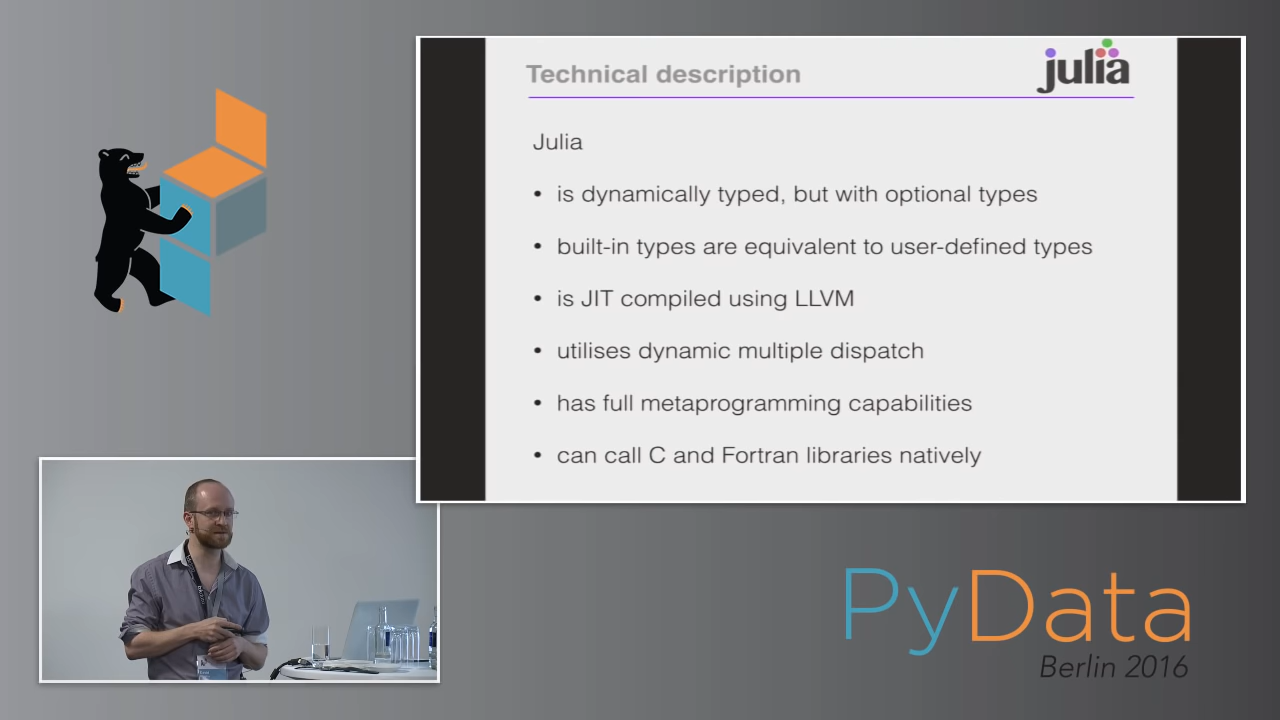 Technical description
julia
Julia
• is dynamically typed, but with optional types
• built-in types are equivalent to user-defined types
• is JIT compiled using LLVM
• utilises dynamic multiple dispatch
• has full metaprogramming capabilities
• can call C and Fortran libraries natively
PyData
Berlin 2016